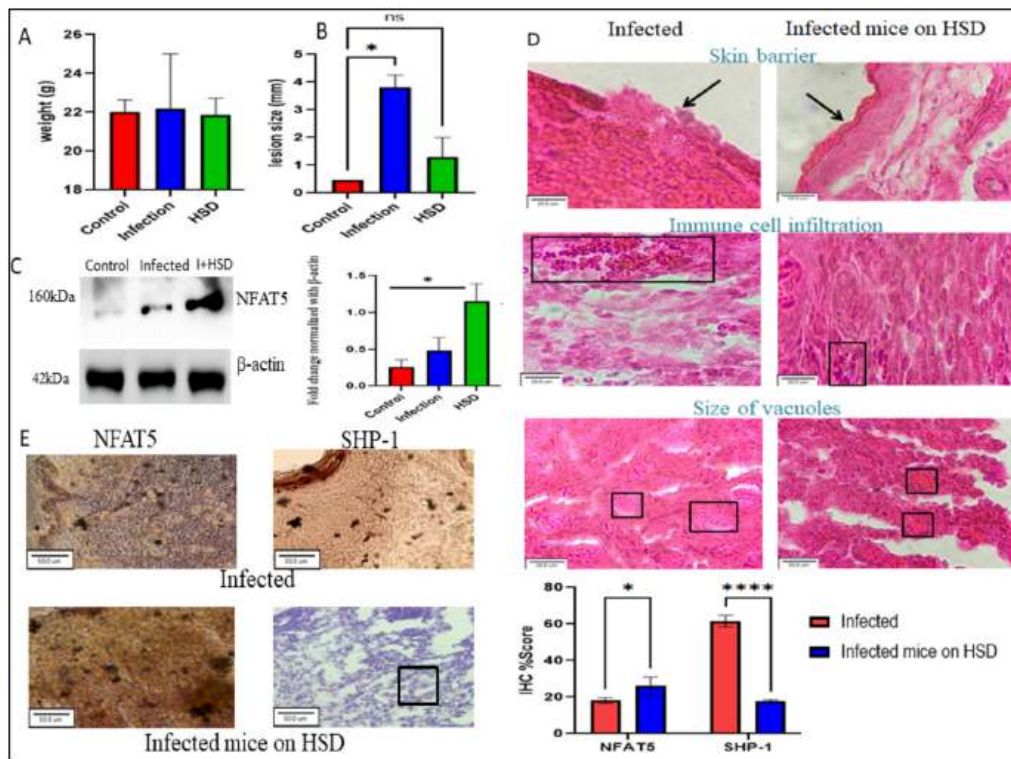 A
weight (g)
26
24
22
20
18
Control
Infection
HSD
B
ns
*
lesion size (mm)
5
4
3
2
1
0
Control
Infection
HSD
C
Control Infected I+HSD
160kDa
NFAT5
42kDa
β-actin
Fold change normalized with β-actin
1.5
1.0
0.5
0.0
*
Control
Infection
HSD
D
Infected
Infected mice on HSD
Skin barrier
Immune cell infiltration
Size of vacuoles
E
NFAT5
SHP-1
Infected
Infected mice on HSD
IHC %Score
80
60
40
20
0
*
****
NFAT5
SHP-1
Infected
Infected mice on HSD